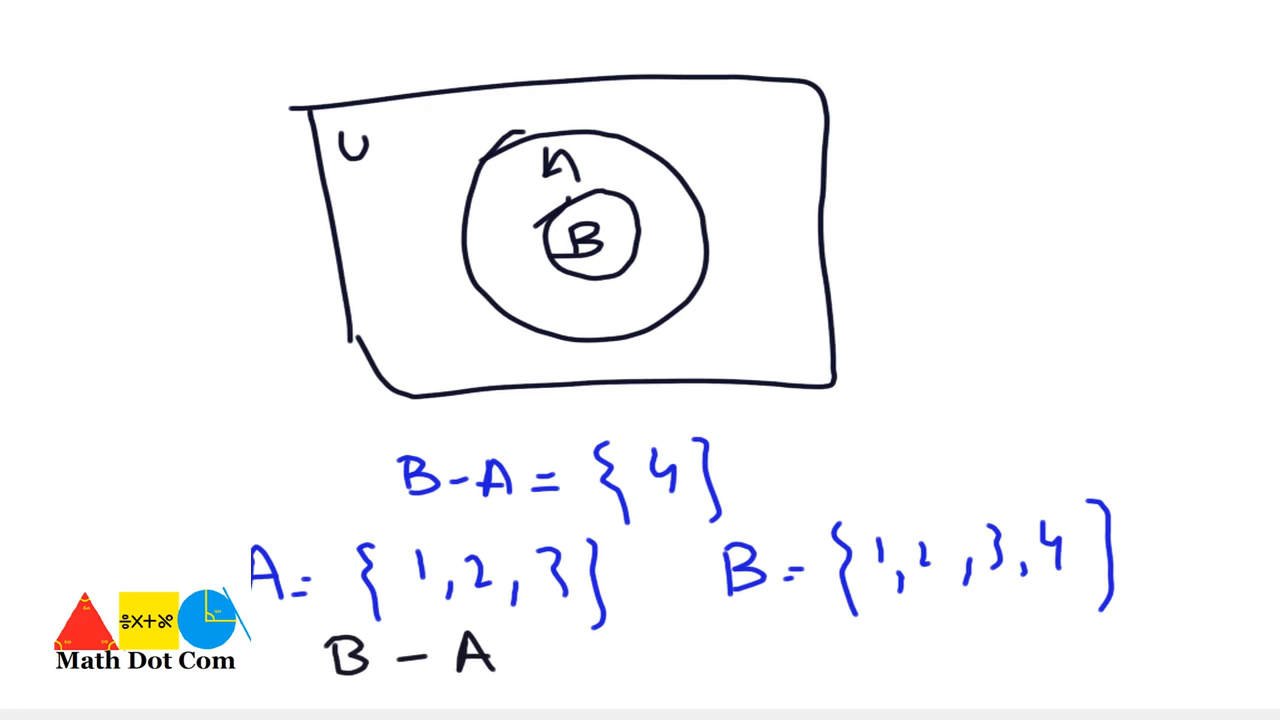 U
A
B
B - A = { 4 }
A = { 1, 2, 3 }
B = { 1, 2, 3, 4 }
÷X+%
Math Dot Com
B - A